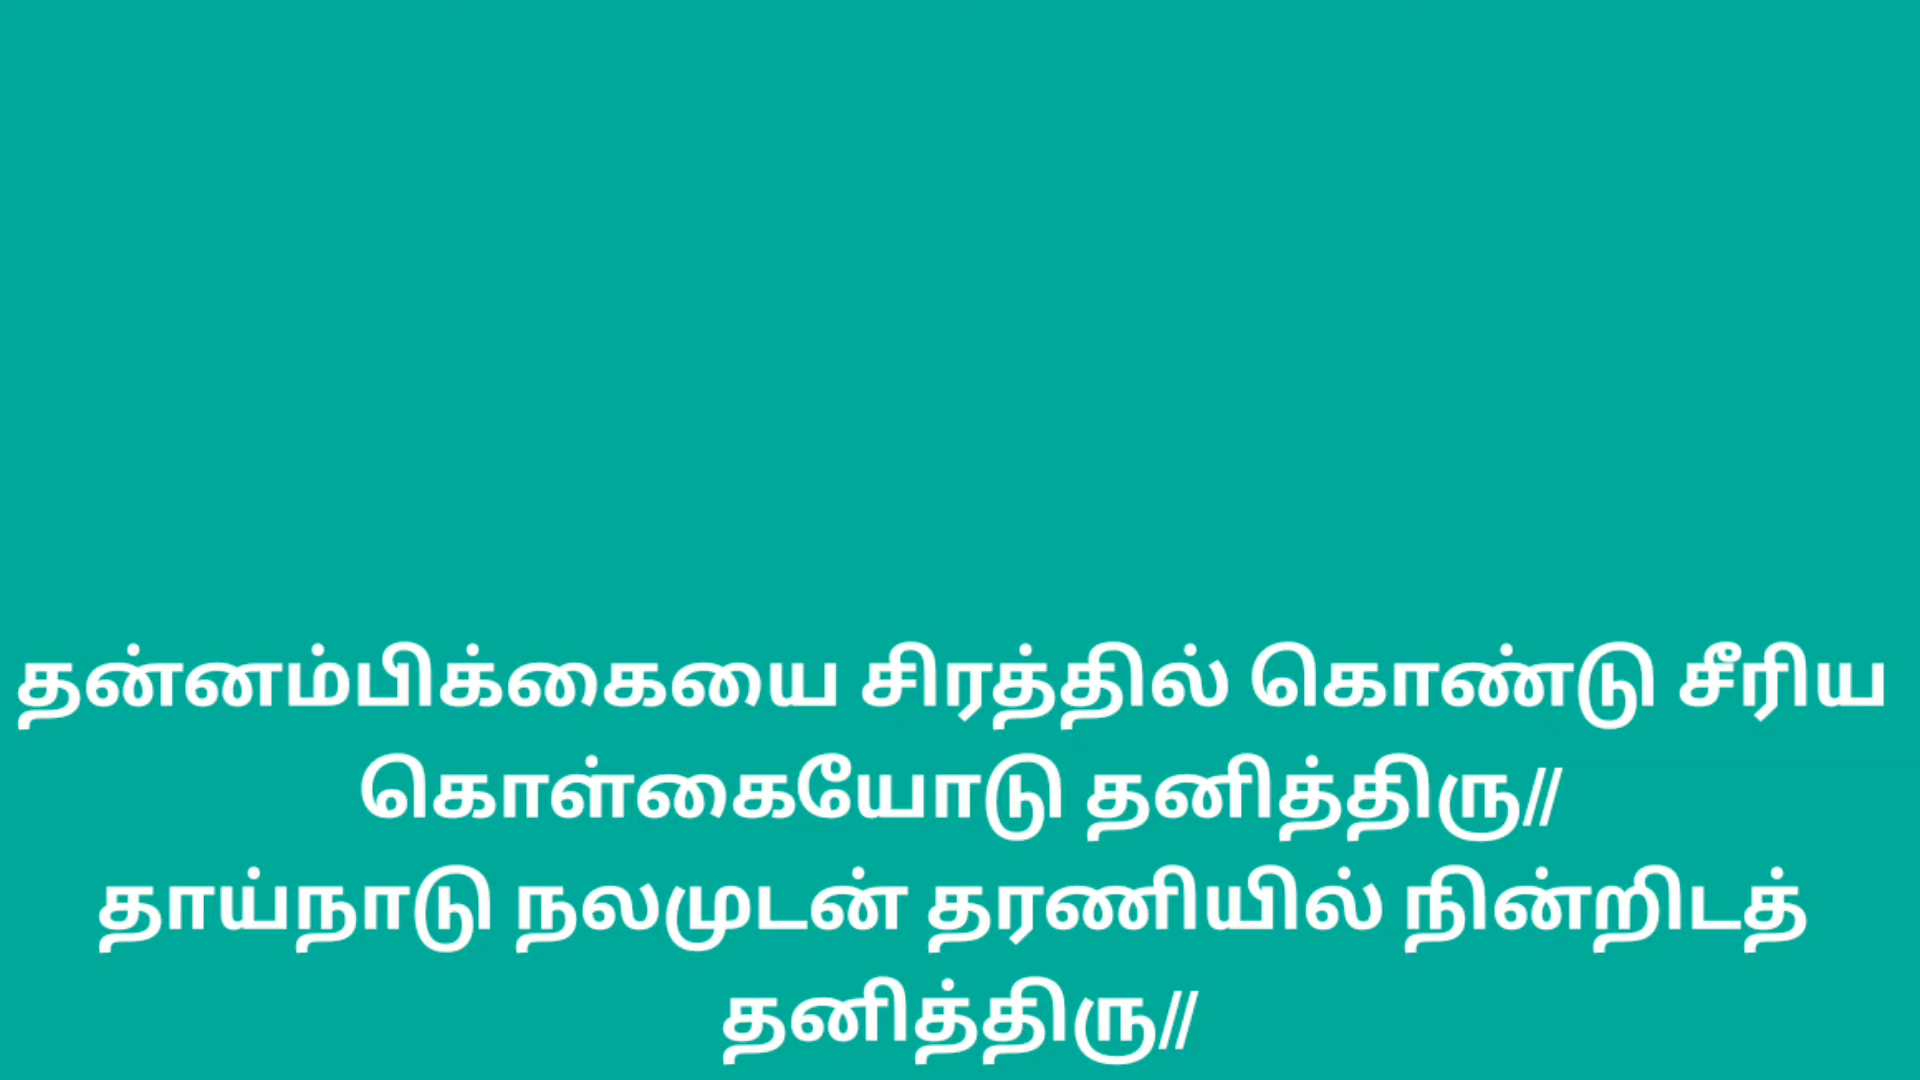 தன்னம்பிக்கையை சிரத்தில் கொண்டு சீரிய
கொள்கையோடு தனித்திரு//
தாய்நாடு நலமுடன் தரணியில் நின்றிடத்
தனித்திரு//